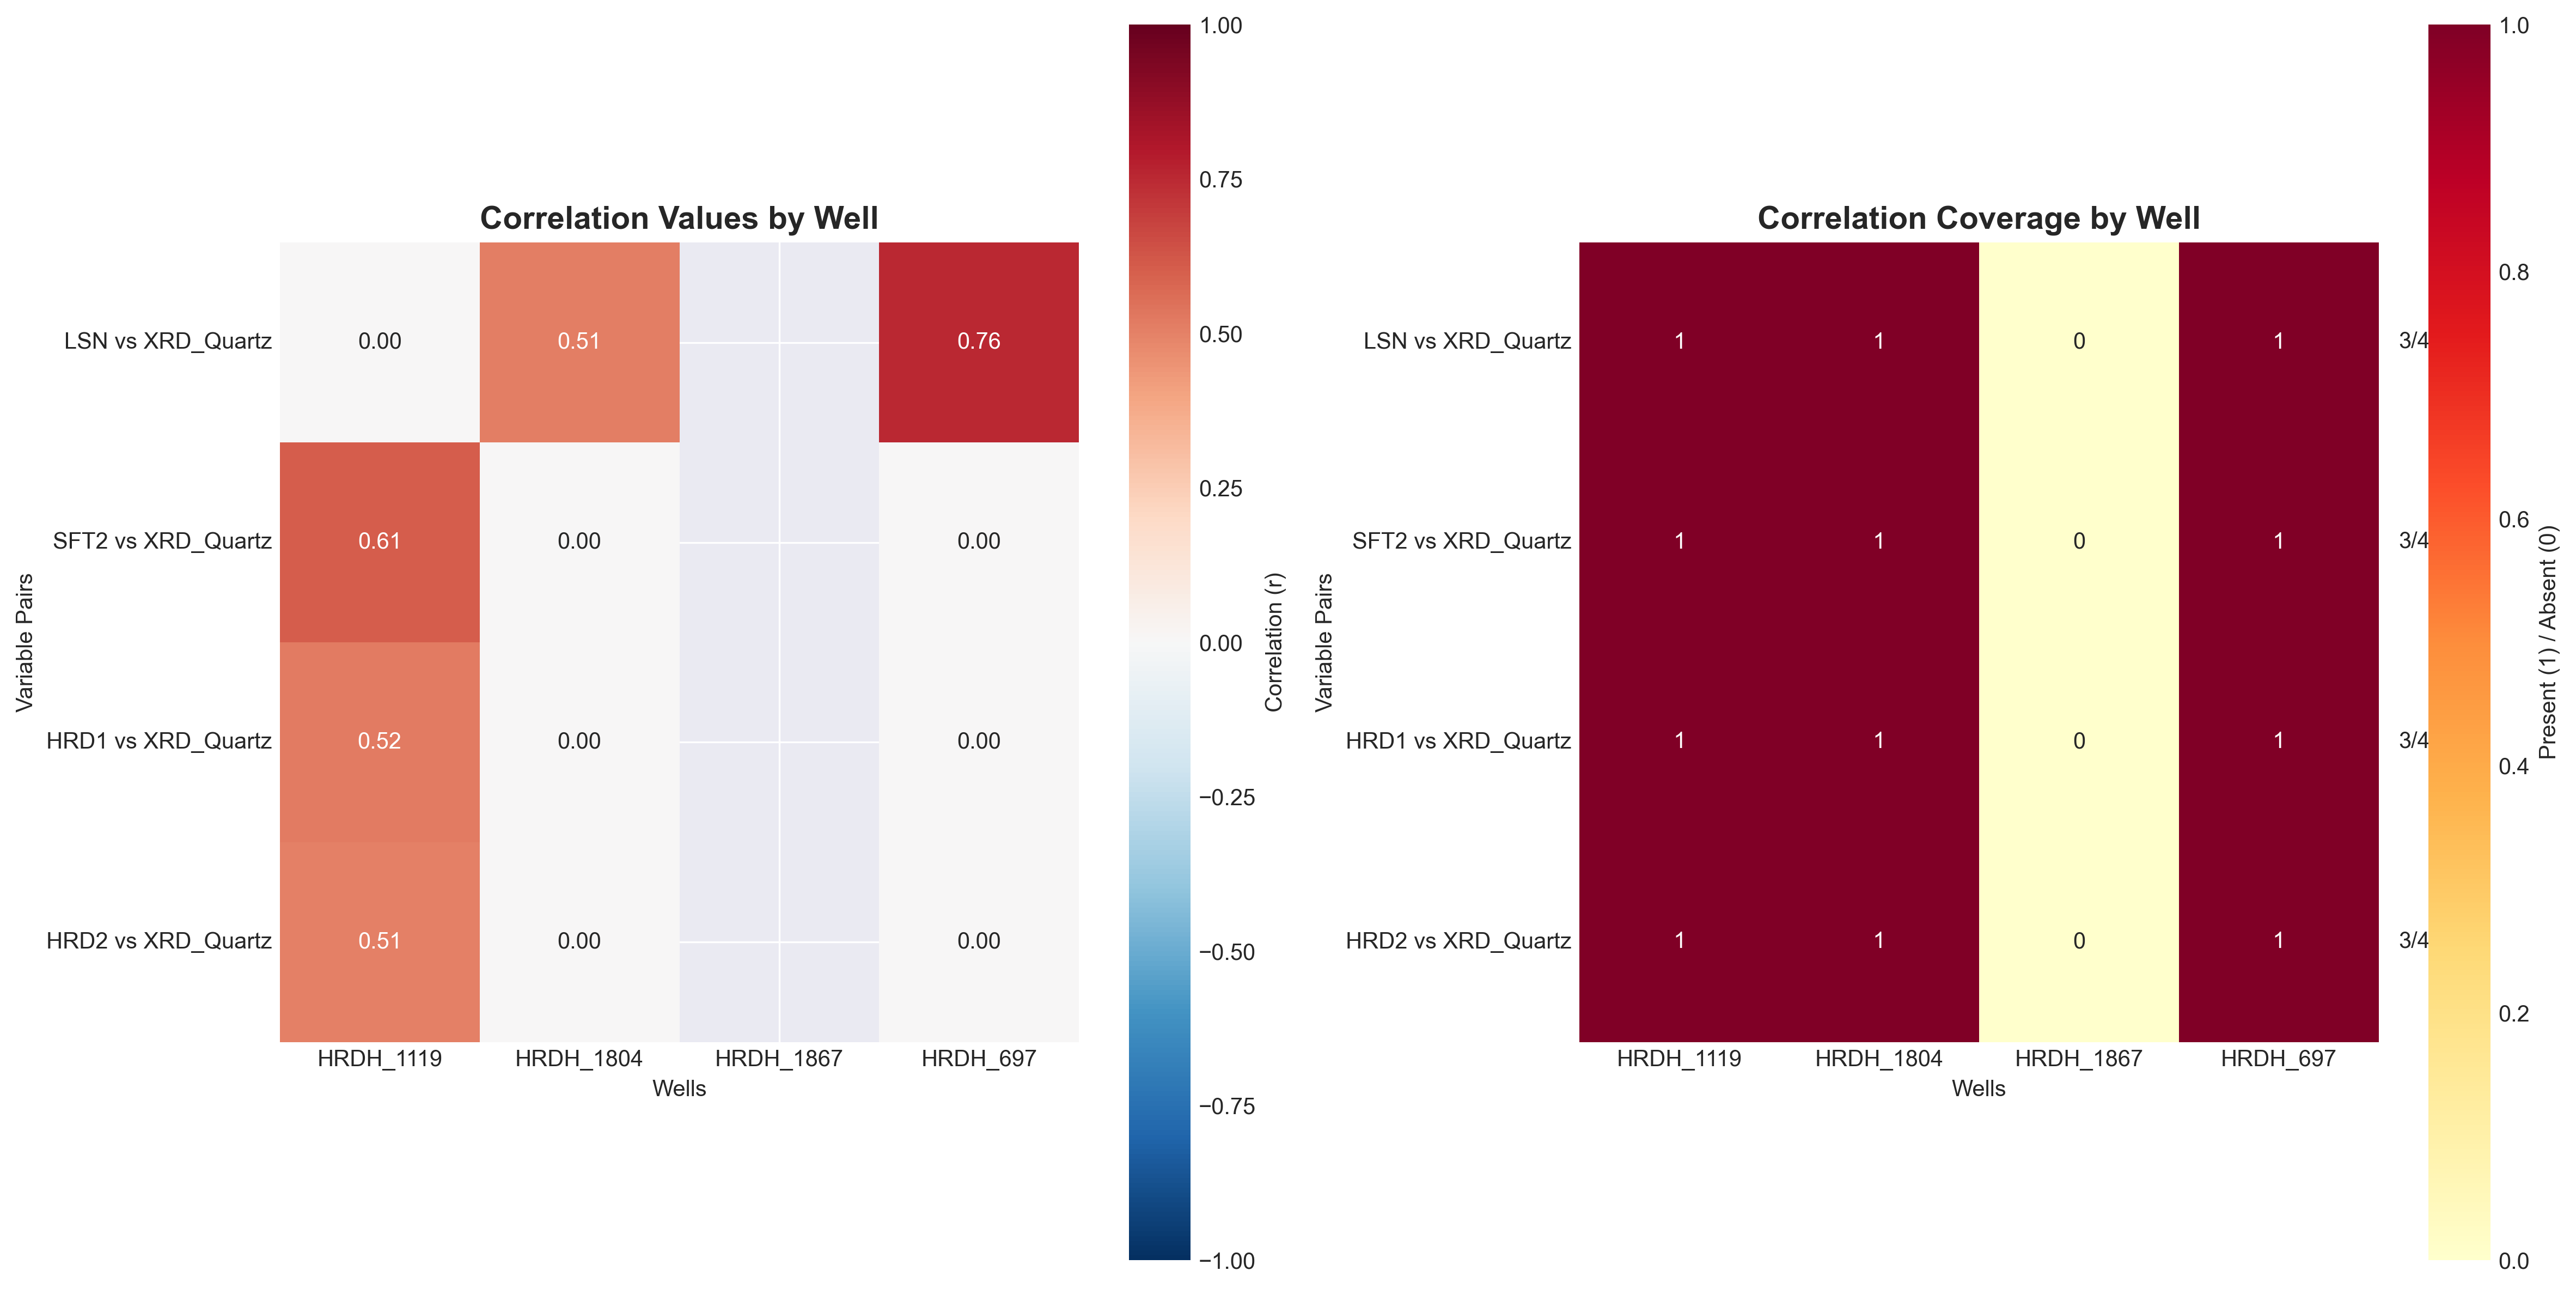 Correlation Values by Well
Variable Pairs
LSN vs XRD_Quartz 0.00 0.51 0.76
SFT2 vs XRD_Quartz 0.61 0.00 0.00
HRD1 vs XRD_Quartz 0.52 0.00 0.00
HRD2 vs XRD_Quartz 0.51 0.00 0.00
HRDH_1119 HRDH_1804 HRDH_1867 HRDH_697
Wells
1.00
0.75
0.50
0.25
0.00
−0.25
−0.50
−0.75
−1.00
Correlation (r)
Correlation Coverage by Well
Variable Pairs
LSN vs XRD_Quartz 1 1 0 1 3/4
SFT2 vs XRD_Quartz 1 1 0 1 3/4
HRD1 vs XRD_Quartz 1 1 0 1 3/4
HRD2 vs XRD_Quartz 1 1 0 1 3/4
HRDH_1119 HRDH_1804 HRDH_1867 HRDH_697
Wells
1.0
0.8
0.6
0.4
0.2
0.0
Present (1) / Absent (0)